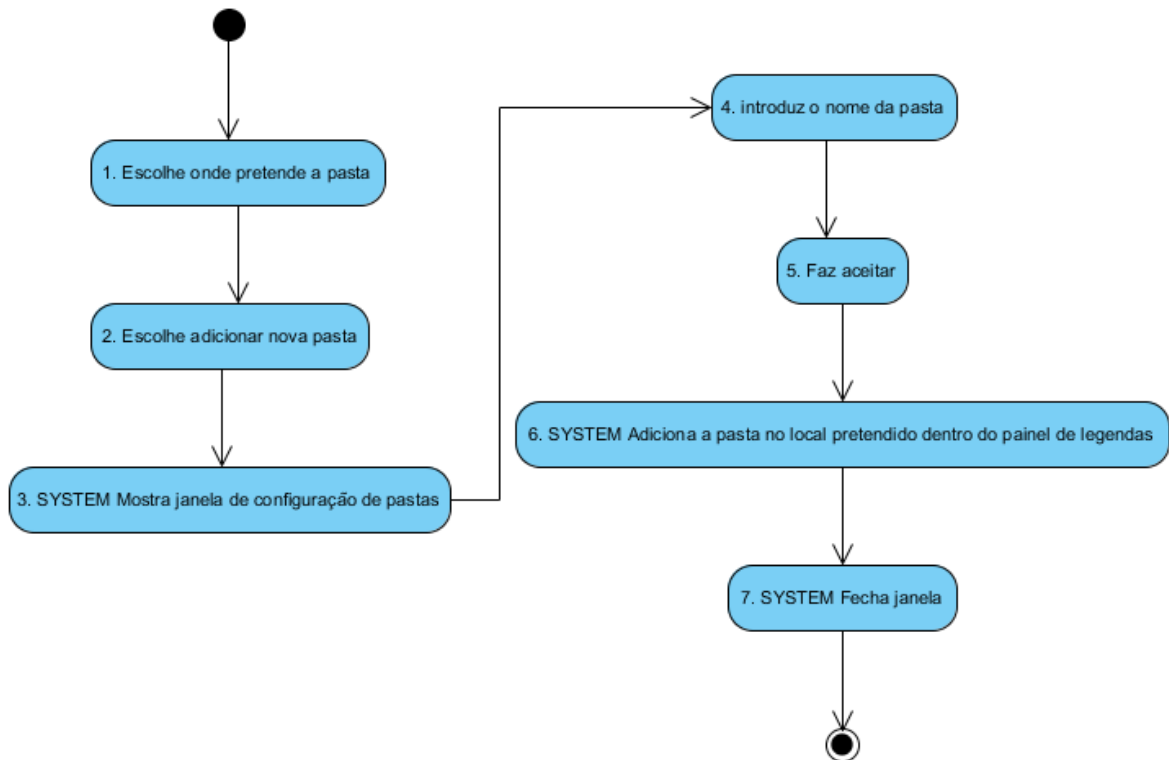 1. Escolhe onde pretende a pasta
2. Escolhe adicionar nova pasta
3. SYSTEM Mostra janela de configuração de pastas
4. introduz o nome da pasta
5. Faz aceitar
6. SYSTEM Adiciona a pasta no local pretendido dentro do painel de legendas
7. SYSTEM Fecha janela